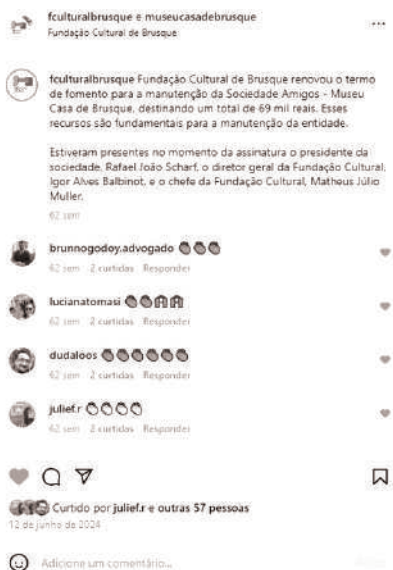 fculturalbrusque e museucasadebrusque
Fundação Cultural de Brusque
fculturalbrusque Fundação Cultural de Brusque renovou o termo
de fomento para a manutenção da Sociedade Amigos - Museu
Casa de Brusque, destinando um total de 69 mil reais. Esses
recursos são fundamentais para a manutenção da entidade.
Estiveram presentes no momento da assinatura o presidente da
sociedade, Rafael João Scharf, o diretor geral da Fundação Cultural,
Igor Alves Balbinot, e o chefe da Fundação Cultural, Matheus Júlio
Muller.
62 sem
brunnogodoy.advogado
62 sem 2 curtidas Responder
lucianatomasi
62 sem 2 curtidas Responder
dudaloos
62 sem 2 curtidas Responder
julief.r
62 sem 2 curtidas Responder
Curtido por julief.r e outras 57 pessoas
12 de junho de 2024
Adicione um comentário...